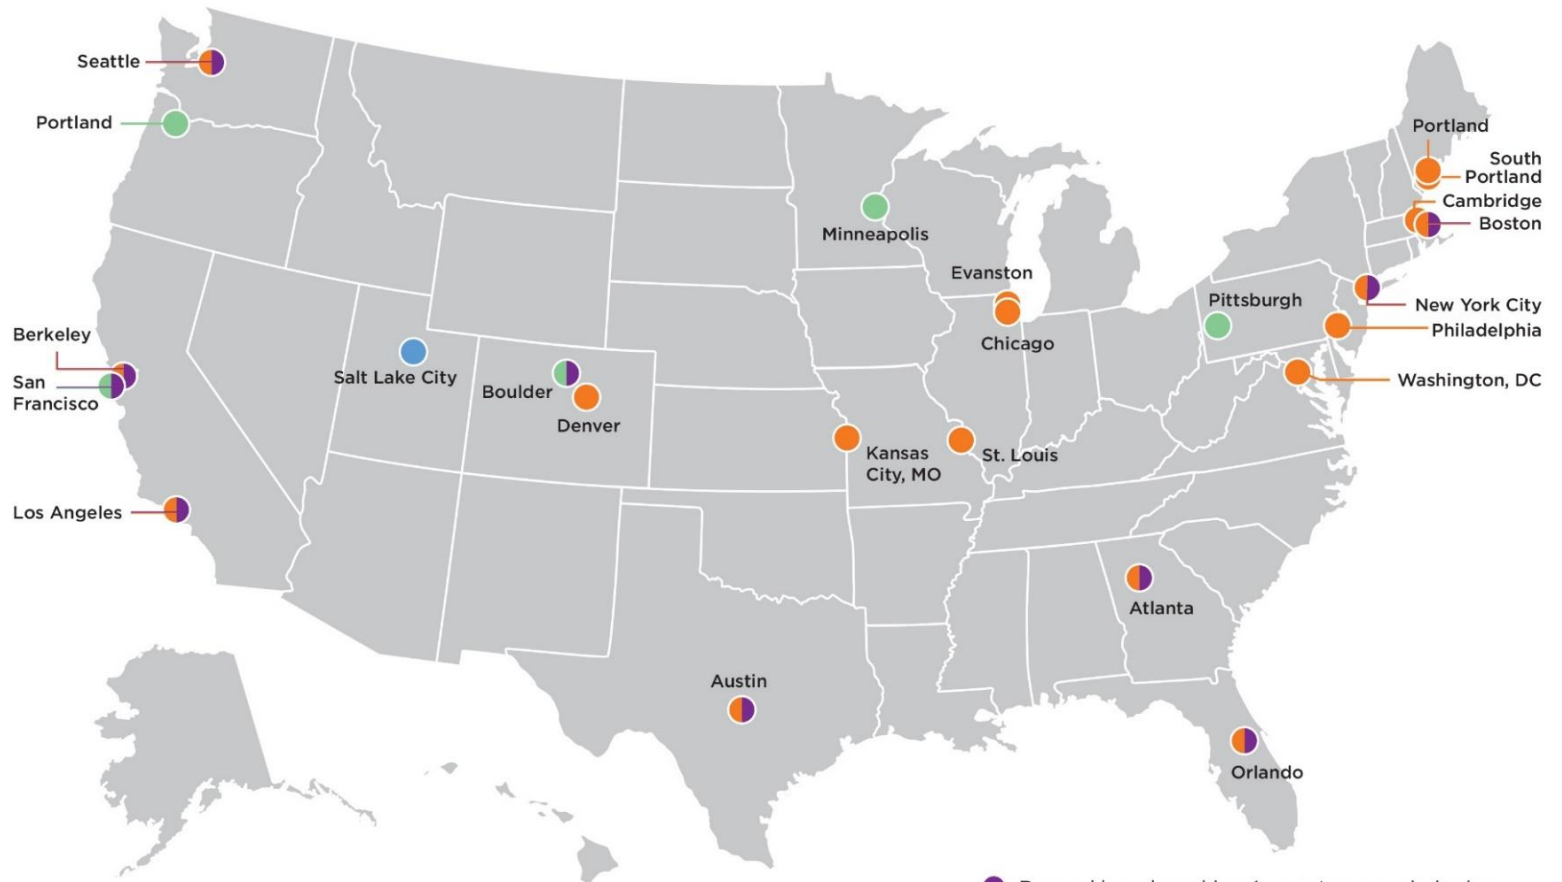 Seattle
Portland
Berkeley
San
Francisco
Los Angeles
Salt Lake City
Boulder
Denver
Minneapolis
Evanston
Chicago
Kansas
City, MO
St. Louis
Austin
Atlanta
Orlando
Pittsburgh
Portland
South
Portland
Cambridge
Boston
New York City
Philadelphia
Washington, DC